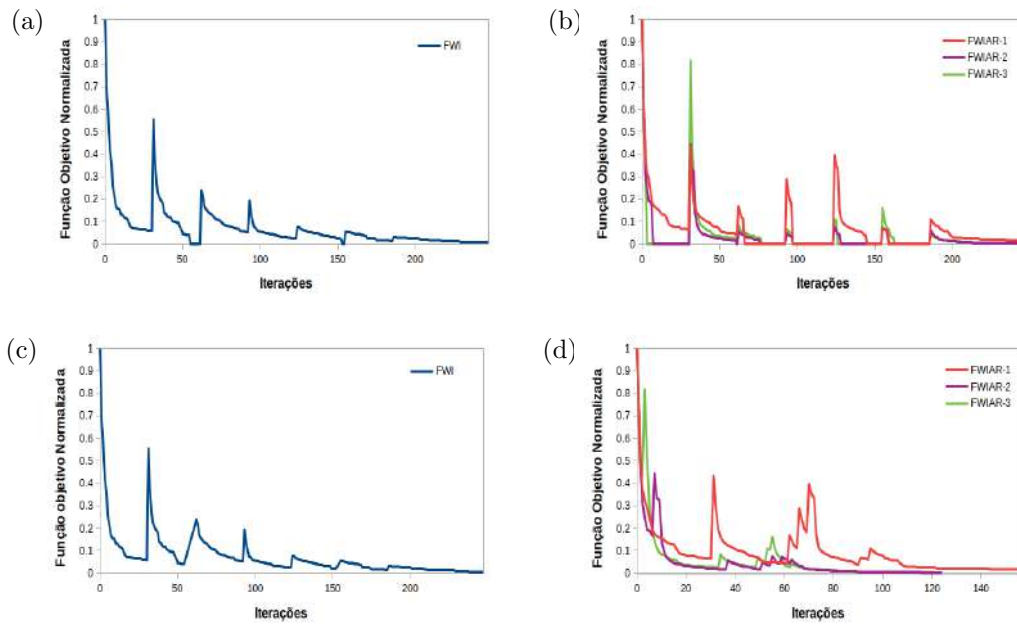 (a)
Função Objetivo Normalizada
1
0.9
0.8
0.7
0.6
0.5
0.4
0.3
0.2
0.1
0
0 50 100 150 200
Iterações
FWI
(b)
Função Objetivo Normalizada
1
0.9
0.8
0.7
0.6
0.5
0.4
0.3
0.2
0.1
0
0 50 100 150 200
Iterações
FWIAR-1
FWIAR-2
FWIAR-3
(c)
Função objetivo Normalizada
1
0.9
0.8
0.7
0.6
0.5
0.4
0.3
0.2
0.1
0
0 50 100 150 200
Iterações
FWI
(d)
Função Objetivo Normalizada
1
0.9
0.8
0.7
0.6
0.5
0.4
0.3
0.2
0.1
0
0 20 40 60 80 100 120 140
Iterações
FWIAR-1
FWIAR-2
FWIAR-3